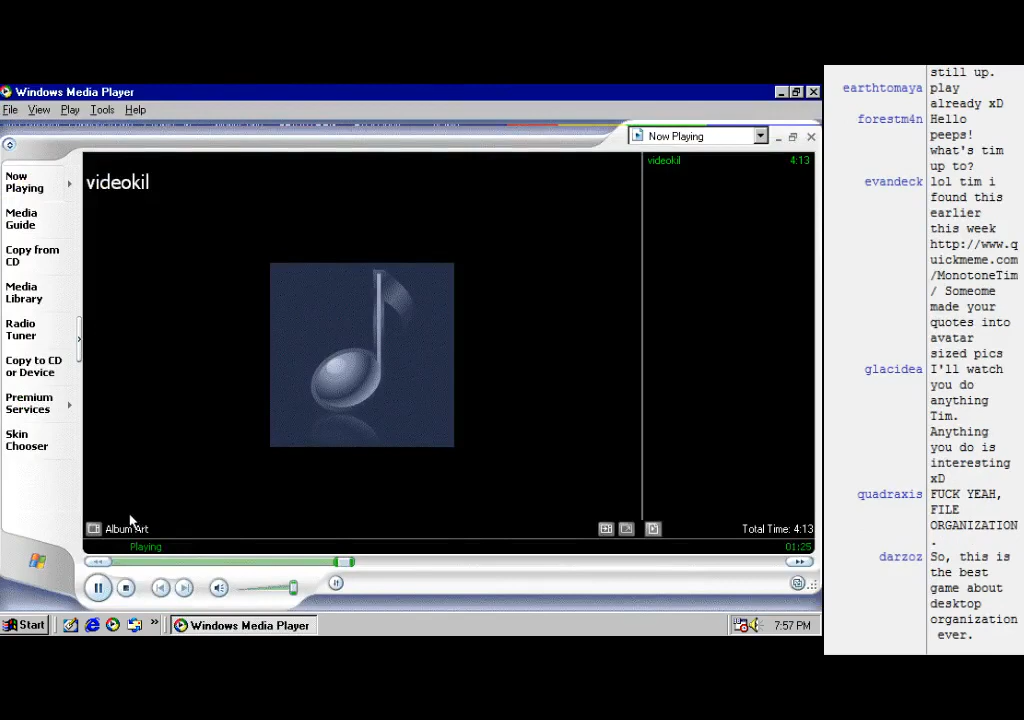 Windows Media Player
File View Play Tools Help
Now Playing
videokil
4:13
videokil
Now
Playing
Media
Guide
Copy from
CD
Media
Library
Radio
Tuner
Copy to CD
or Device
Premium
Services
Skin
Chooser
Album Art
Total Time: 4:13
Playing
01:25
Start
»
Windows Media Player
7:57 PM
still up.
earthtomaya play
already xD
forestm4n Hello
peeps!
what's tim
up to?
evandeck lol tim i
found this
earlier
this week
http://www.q
uickmeme.com
/MonotoneTim
/ Someome
made your
quotes into
avatar
sized pics
glacidea I'll watch
you do
anything
Tim.
Anything
you do is
interesting
xD
quadraxis FUCK YEAH,
FILE
ORGANIZATION
.
darzoz So, this is
the best
game about
desktop
organization
ever.